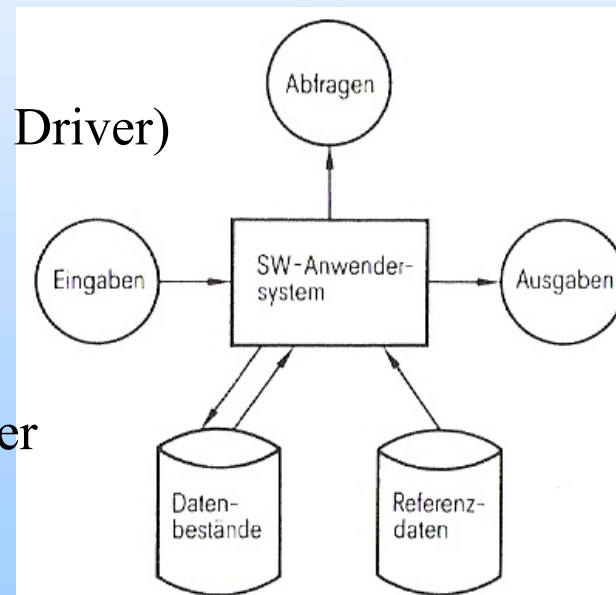 Abfragen
Driver)
Eingaben
SW-Anwender-
system
Ausgaben
er
Daten-
bestände
Referenz-
daten